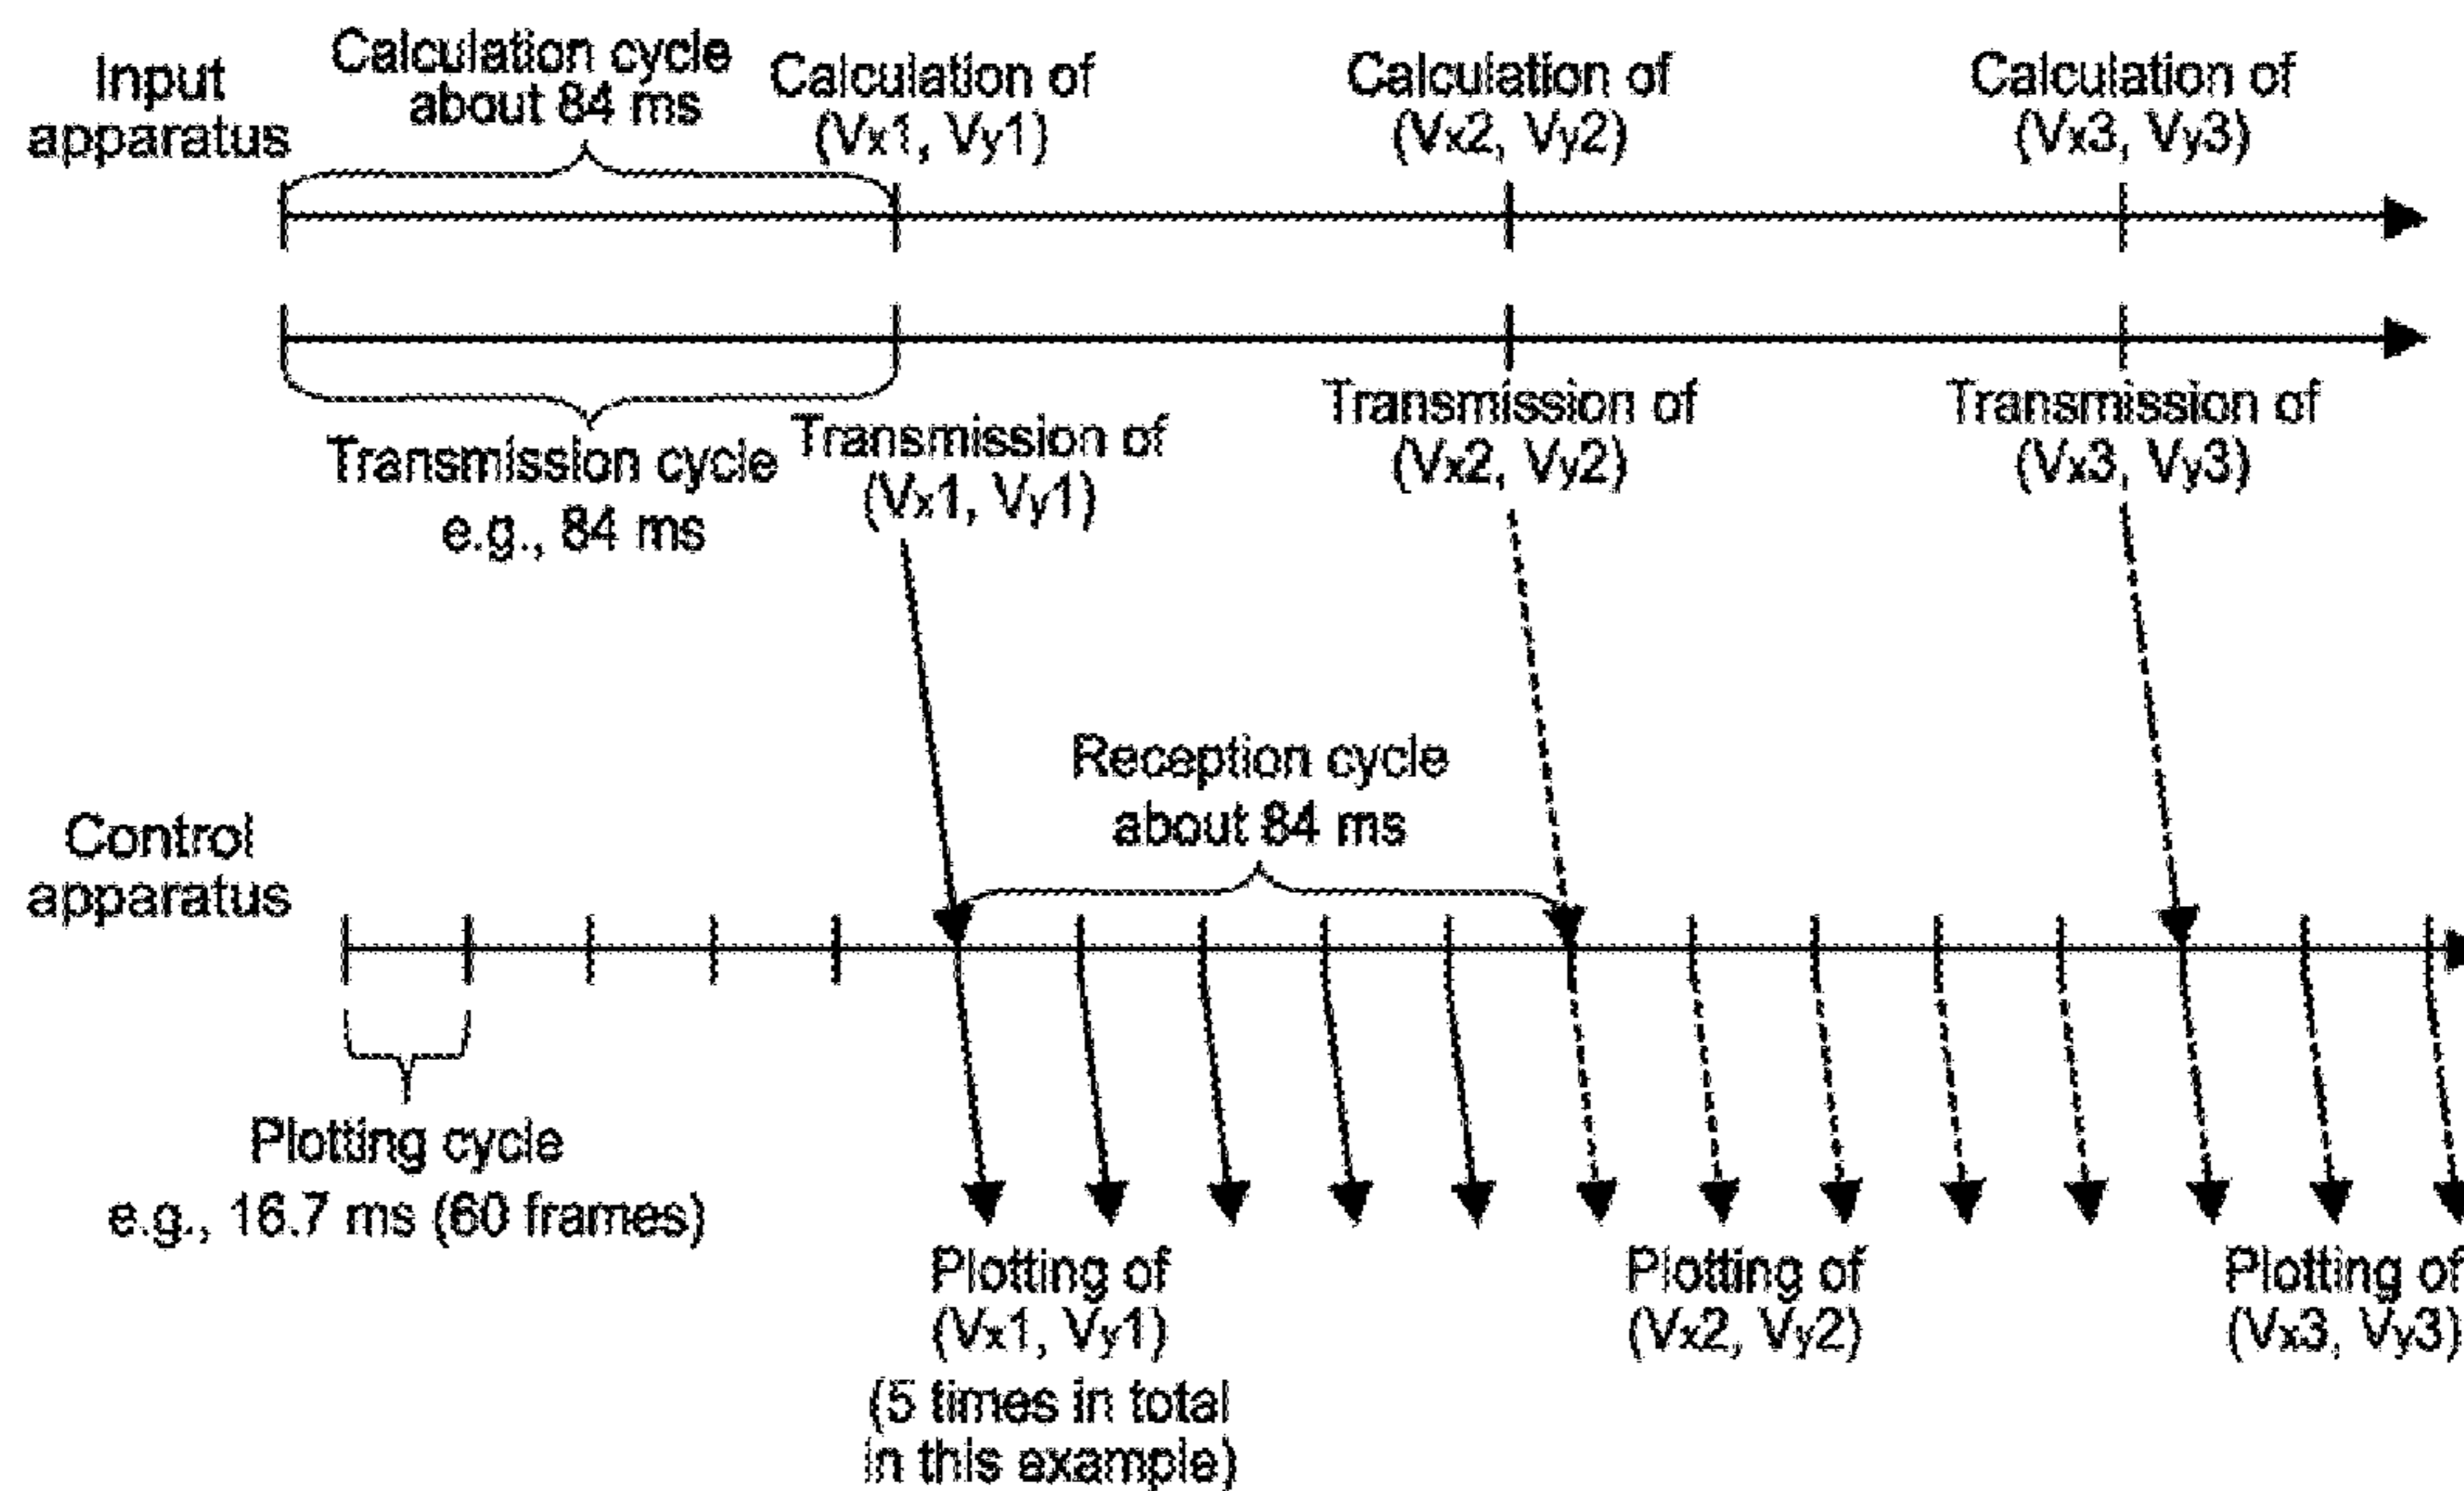 Input
apparatus
Calculation cycle
about 84 ms
Calculation of
(Vx1, Vy1)
Calculation of
(Vx2, Vy2)
Calculation of
(Vx3, Vy3)
Transmission cycle
e.g., 84 ms
Transmission of
(Vx1, Vy1)
Transmission of
(Vx2, Vy2)
Transmission of
(Vx3, Vy3)
Reception cycle
about 84 ms
Control
apparatus
Plotting cycle
e.g., 16.7 ms (60 frames)
Plotting of
(Vx1, Vy1)
(5 times in total
in this example)
Plotting of
(Vx2, Vy2)
Plotting of
(Vx3, Vy3)